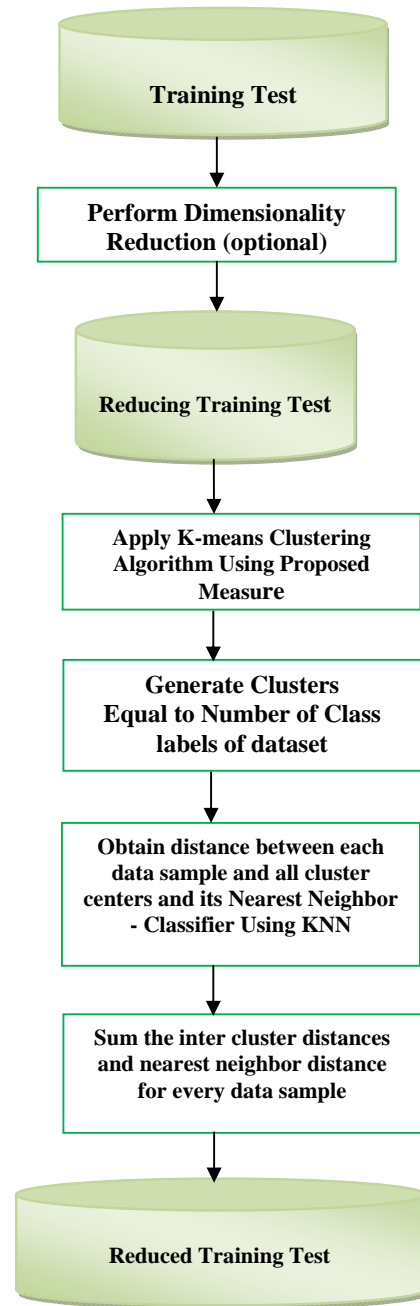 Training Test
Perform Dimensionality
Reduction (optional)
Reducing Training Test
Apply K-means Clustering
Algorithm Using Proposed
Measure
Generate Clusters
Equal to Number of Class
labels of dataset
Obtain distance between each
data sample and all cluster
centers and its Nearest Neighbor
- Classifier Using KNN
Sum the inter cluster distances
and nearest neighbor distance
for every data sample
Reduced Training Test